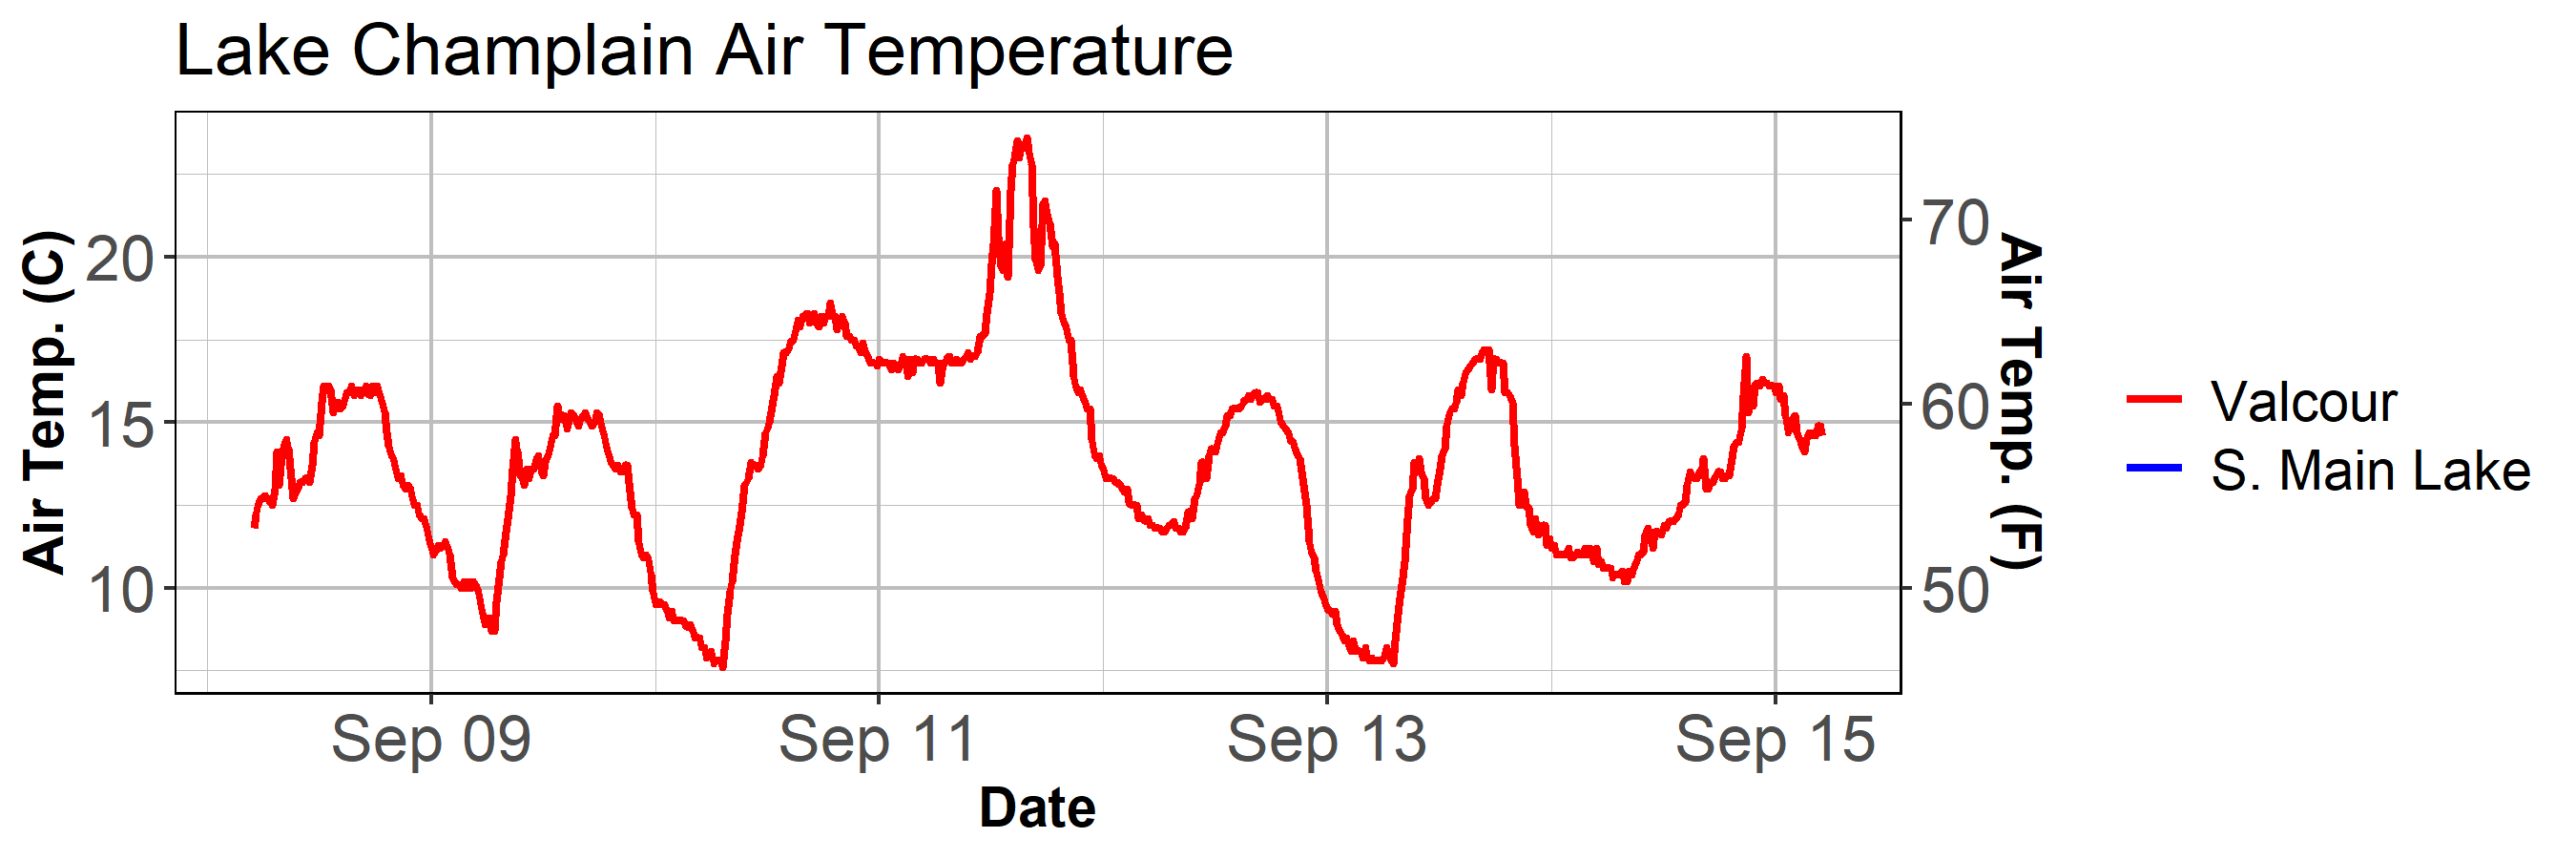 Lake Champlain Air Temperature
Air Temp. (C)
20
15
10
70
60
50
Air Temp. (F)
Sep 09
Sep 11
Sep 13
Sep 15
Date
Valcour
S. Main Lake